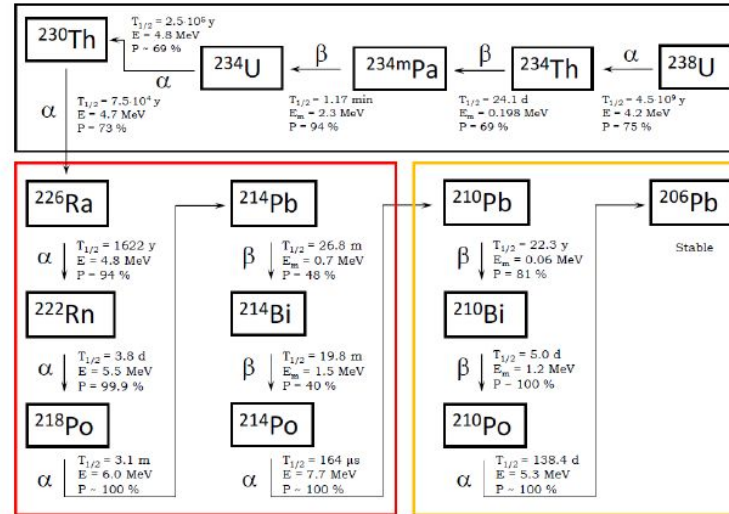 ²³⁰Th
T₁/₂ = 2.5·10⁵ y
E = 4.8 MeV
P ~ 69 %
α
²³⁴U
β
²³⁴ᵐPa
β
²³⁴Th
α
²³⁸U
α
T₁/₂ = 7.5·10⁴ y
E = 4.7 MeV
P = 73 %
T₁/₂ = 1.17 min
Eₘ = 2.3 MeV
P = 94 %
T₁/₂ = 24.1 d
Eₘ = 0.198 MeV
P = 69 %
T₁/₂ = 4.5·10⁹ y
E = 4.2 MeV
P = 75 %
²²⁶Ra
α
T₁/₂ = 1622 y
E = 4.8 MeV
P = 94 %
²²²Rn
α
T₁/₂ = 3.8 d
E = 5.5 MeV
P = 99.9 %
²¹⁸Po
α
T₁/₂ = 3.1 m
E = 6.0 MeV
P ~ 100 %
²¹⁴Pb
β
T₁/₂ = 26.8 m
Eₘ = 0.7 MeV
P = 48 %
²¹⁴Bi
β
T₁/₂ = 19.8 m
Eₘ = 1.5 MeV
P = 40 %
²¹⁴Po
α
T₁/₂ = 164 µs
E = 7.7 MeV
P ~ 100 %
²¹⁰Pb
β
T₁/₂ = 22.3 y
Eₘ = 0.06 MeV
P = 81 %
²¹⁰Bi
β
T₁/₂ = 5.0 d
Eₘ = 1.2 MeV
P ~ 100 %
²¹⁰Po
α
T₁/₂ = 138.4 d
E = 5.3 MeV
P ~ 100 %
²⁰⁶Pb
Stable